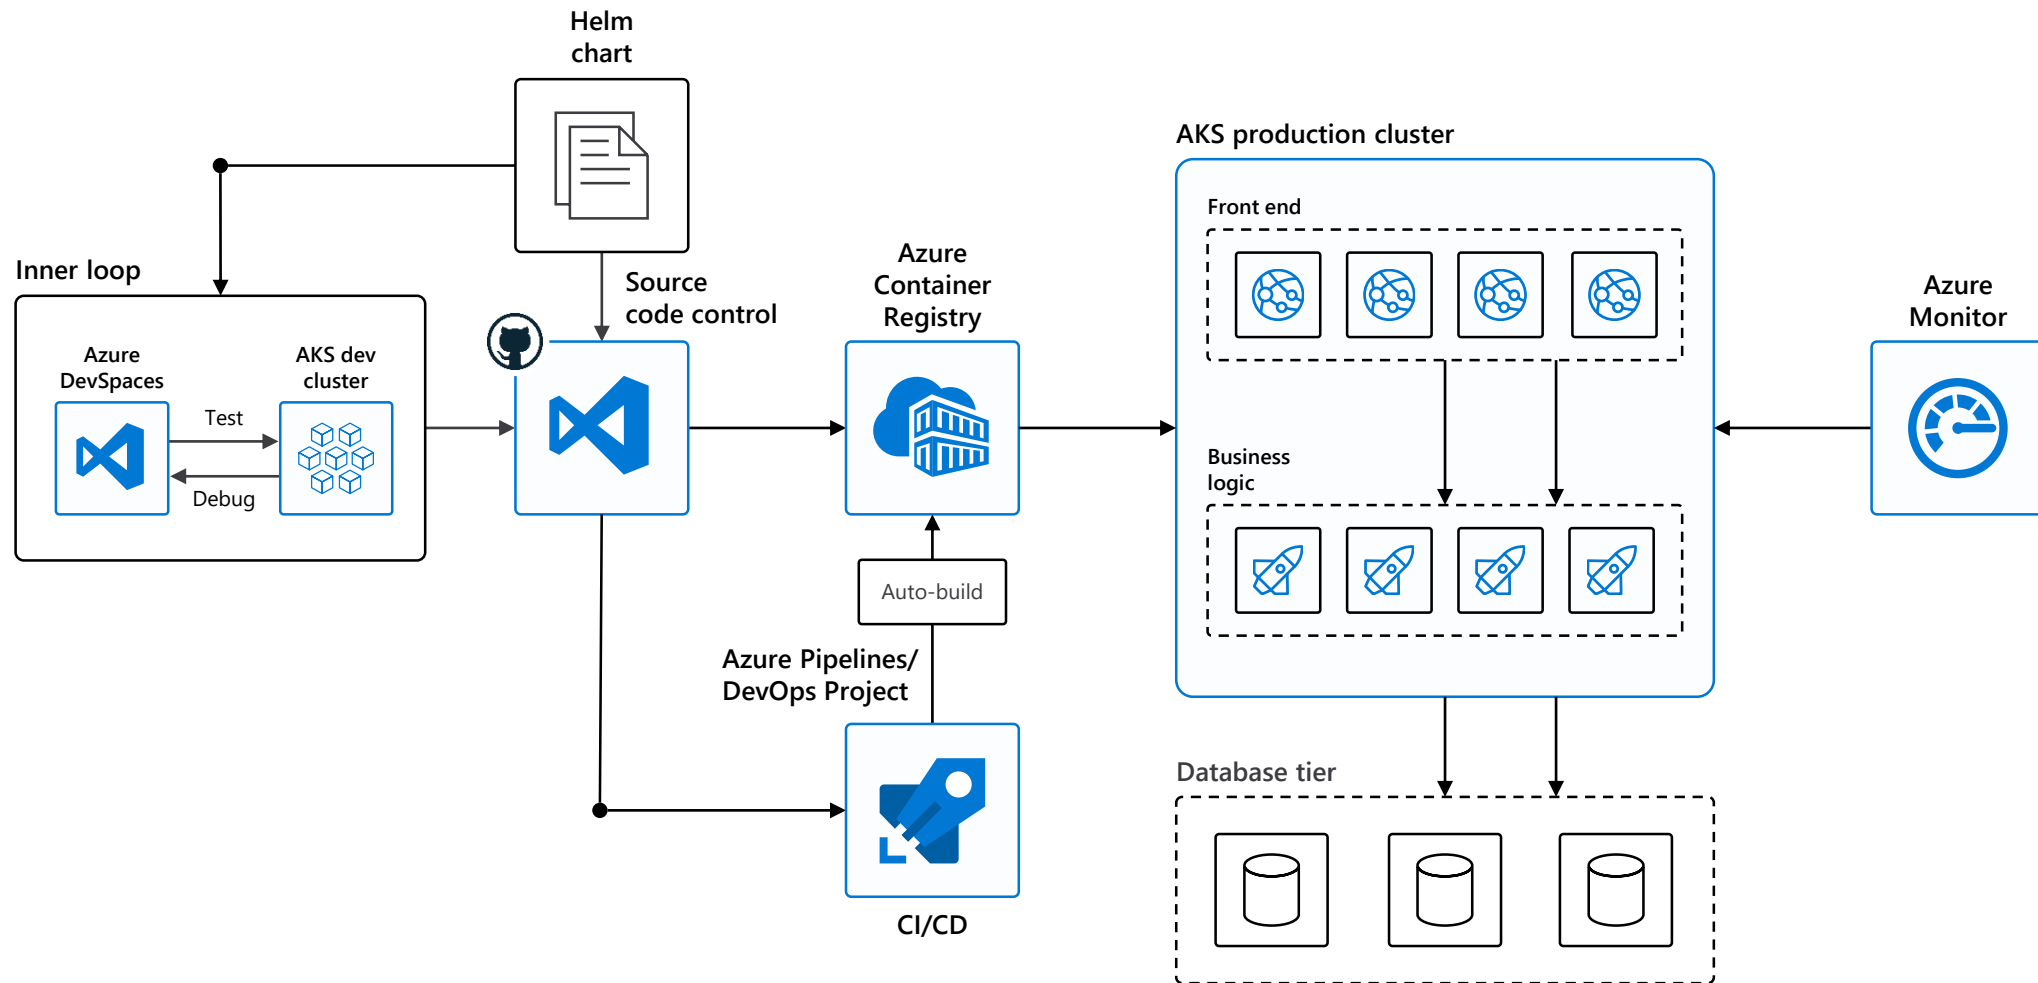 Helm
chart
Inner loop
Azure
DevSpaces
Test
Debug
AKS dev
cluster
Source
code control
Azure
Container
Registry
Auto-build
Azure Pipelines/
DevOps Project
CI/CD
AKS production cluster
Front end
Business
logic
Database tier
Azure
Monitor